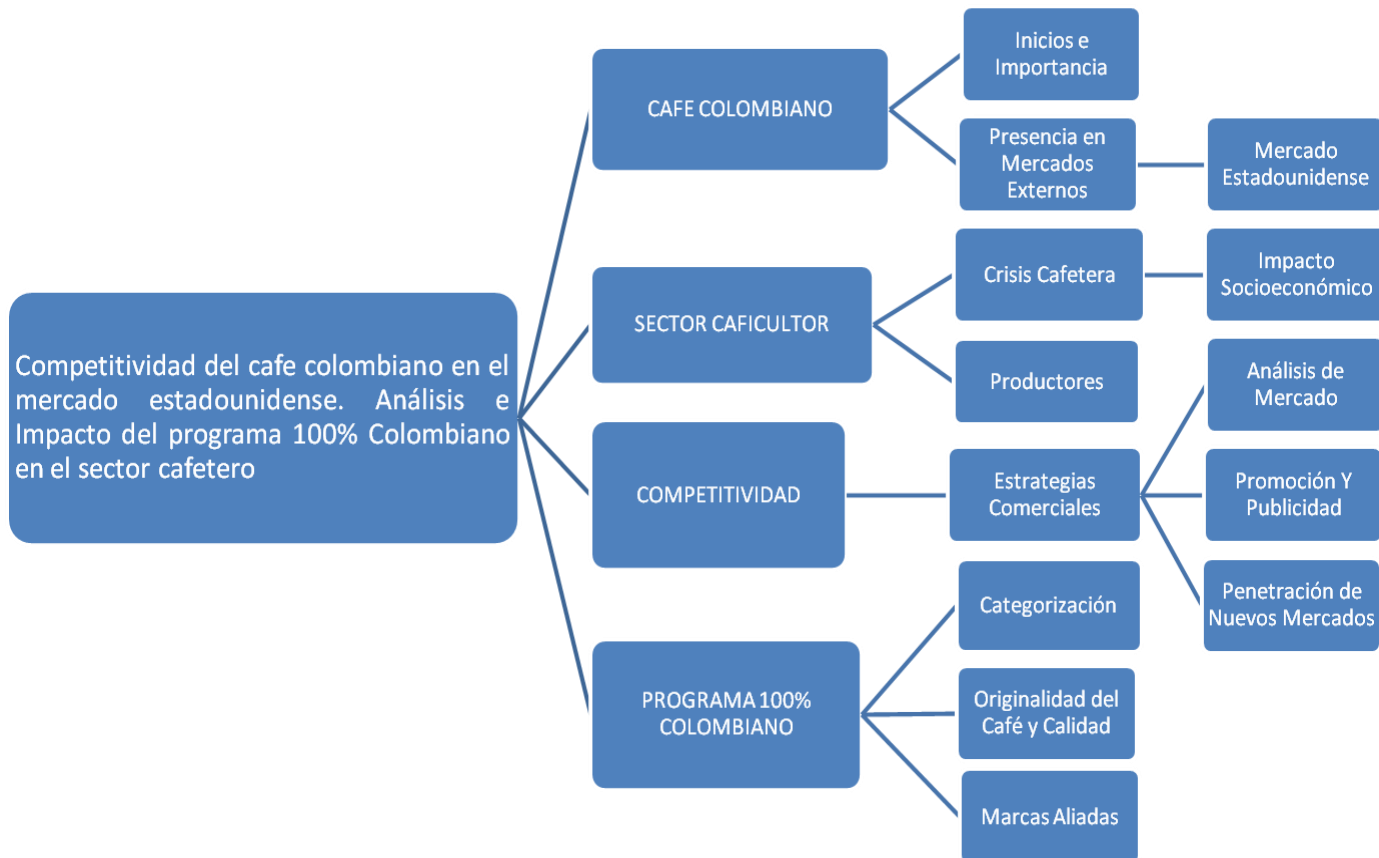 Competitividad del cafe colombiano en el
mercado estadounidense. Análisis e
Impacto del programa 100% Colombiano
en el sector cafetero
CAFE COLOMBIANO
Inicios e
Importancia
Presencia en
Mercados
Externos
Mercado
Estadounidense
SECTOR CAFICULTOR
Crisis Cafetera
Impacto
Socioeconómico
Productores
COMPETITIVIDAD
Estrategias
Comerciales
Análisis de
Mercado
Promoción Y
Publicidad
Penetración de
Nuevos Mercados
PROGRAMA 100%
COLOMBIANO
Categorización
Originalidad del
Café y Calidad
Marcas Aliadas